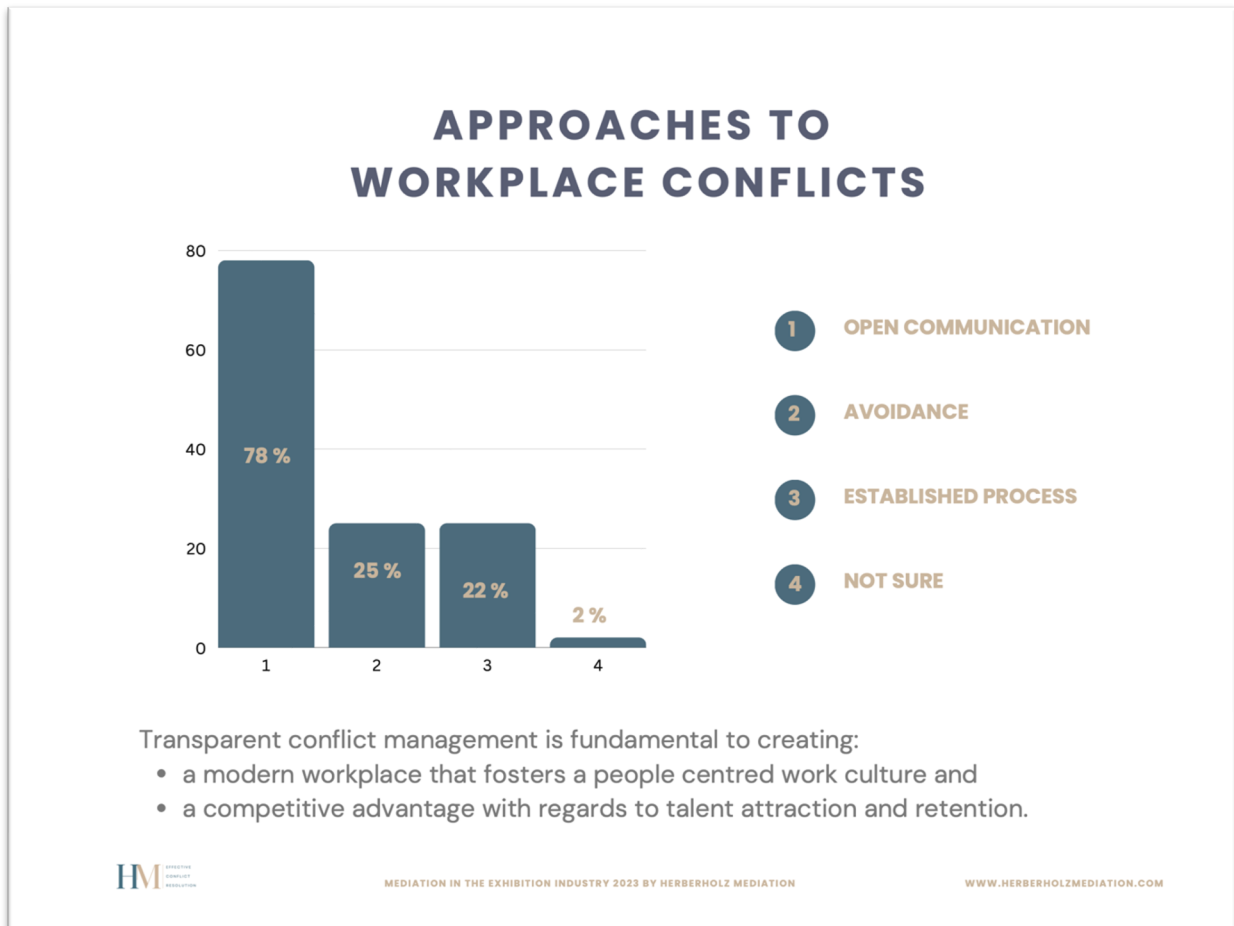 APPROACHES TO
WORKPLACE CONFLICTS
80
60
40
20
0
78 %
25 %
22 %
2 %
1
2
3
4
1 OPEN COMMUNICATION
2 AVOIDANCE
3 ESTABLISHED PROCESS
4 NOT SURE
Transparent conflict management is fundamental to creating:
• a modern workplace that fosters a people centred work culture and
• a competitive advantage with regards to talent attraction and retention.
HM
EFFECTIVE
CONFLICT
RESOLUTION
MEDIATION IN THE EXHIBITION INDUSTRY 2023 BY HERBERHOLZ MEDIATION
WWW.HERBERHOLZMEDIATION.COM